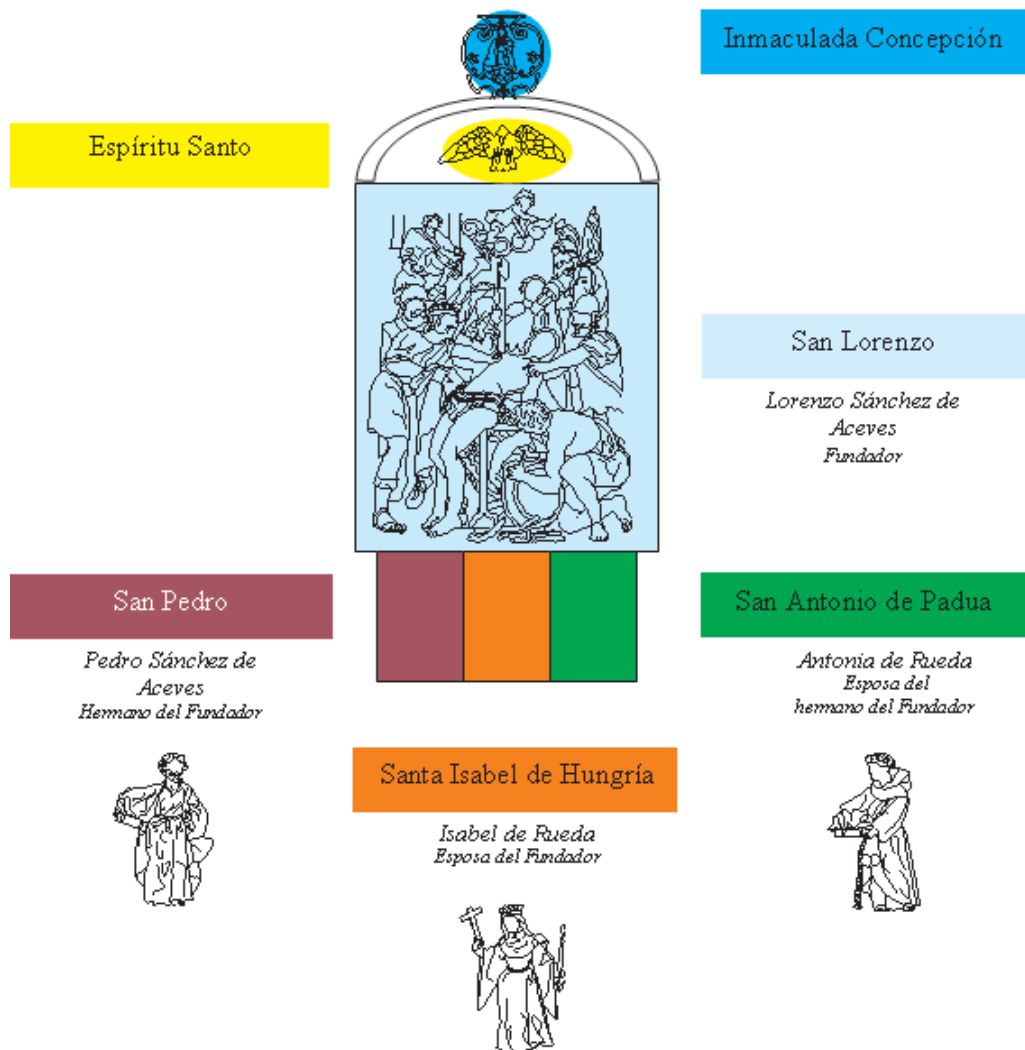 Inmaculada Concepción
Espíritu Santo
San Lorenzo
Lorenzo Sánchez de
Aceves
Fundador
San Pedro
Pedro Sánchez de
Aceves
Hermano del Fundador
San Antonio de Padua
Antonia de Rueda
Esposa del
hermano del Fundador
Santa Isabel de Hungría
Isabel de Rueda
Esposa del Fundador